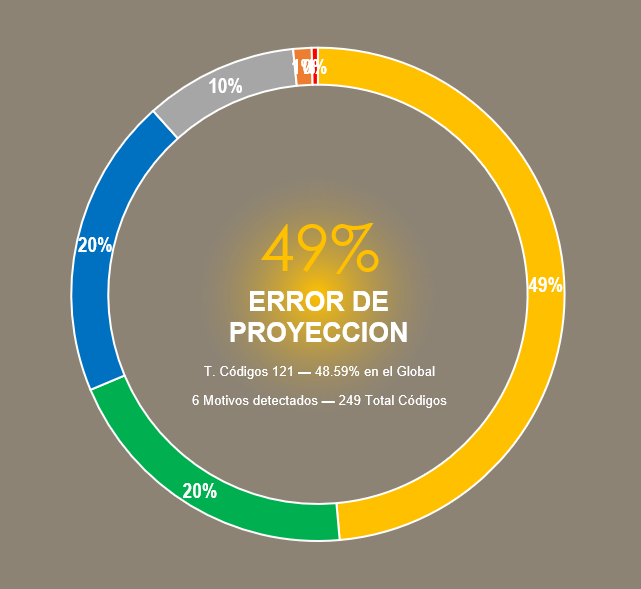 10%
1%
20%
49%
49%
ERROR DE
PROYECCION
T. Códigos 121 — 48.59% en el Global
6 Motivos detectados — 249 Total Códigos
20%